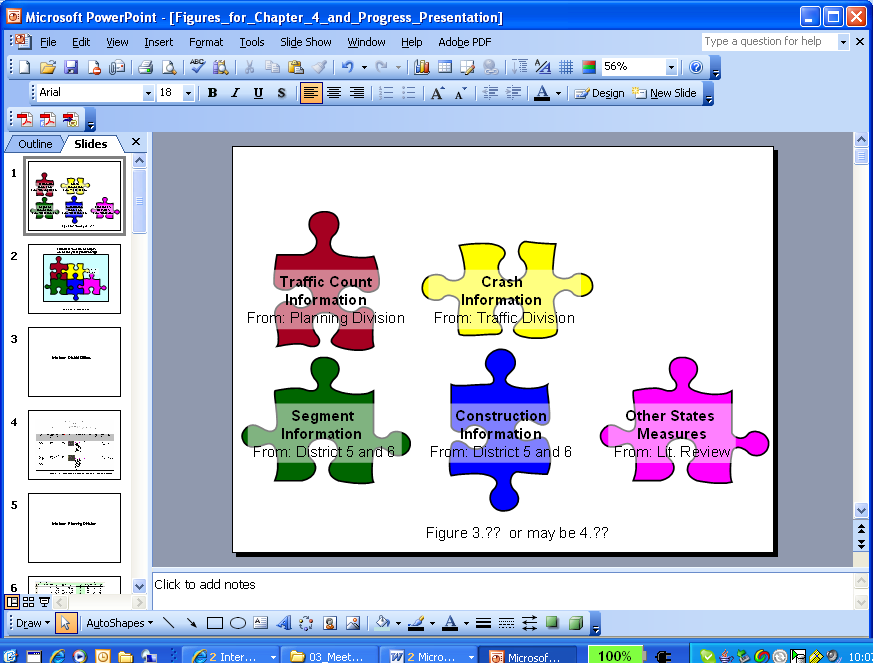 Microsoft PowerPoint - [Figures_for_Chapter_4_and_Progress_Presentation]
File Edit View Insert Format Tools Slide Show Window Help Adobe PDF
Type a question for help
56%
Arial 18 B I U S Design New Slide
Outline Slides
1
2
3
4
5
6
Traffic Count
Information
From: Planning Division
Crash
Information
From: Traffic Division
Segment
Information
From: District 5 and 6
Construction
Information
From: District 5 and 6
Other States
Measures
From: Lit. Review
Figure 3.?? or may be 4.??
Click to add notes
Draw AutoShapes
2 Inter... 03_Meet... 2 Micro... Microsof... 100% 10:0